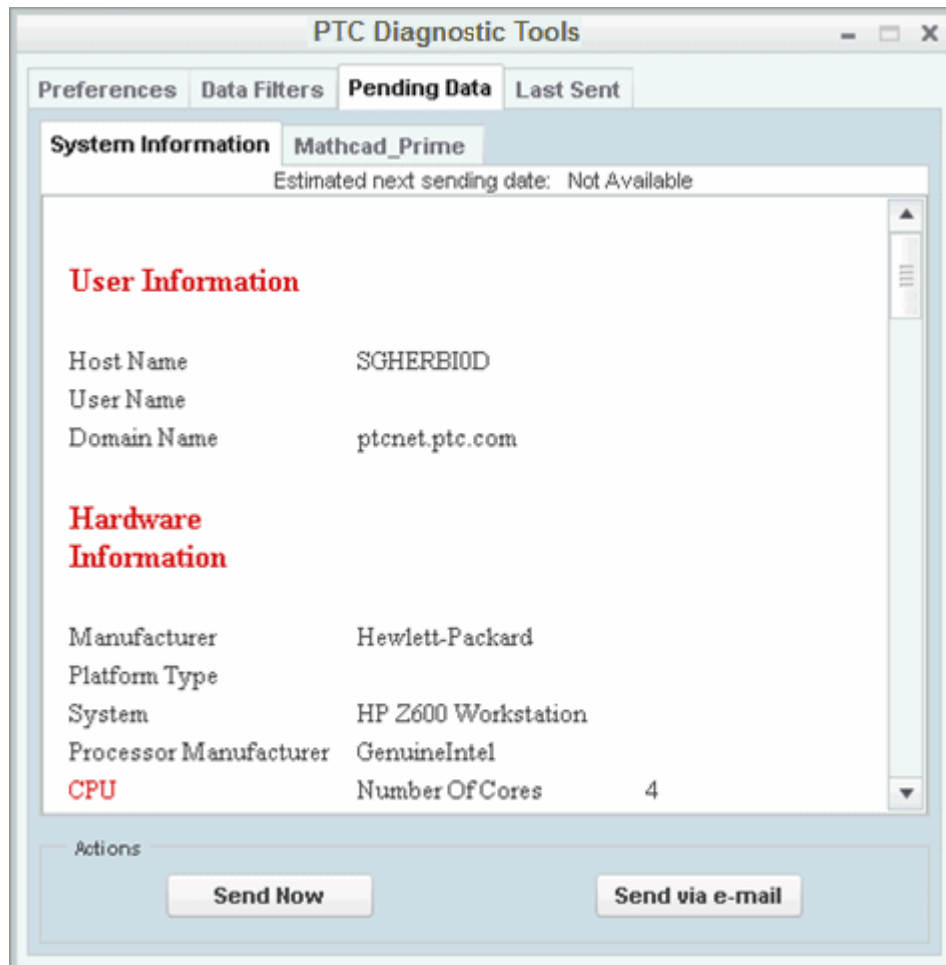 PTC Diagnostic Tools
Preferences Data Filters Pending Data Last Sent
System Information Mathcad_Prime
Estimated next sending date: Not Available
User Information
Host Name SGHERBI0D
User Name
Domain Name ptcnet.ptc.com
Hardware
Information
Manufacturer Hewlett-Packard
Platform Type
System HP Z600 Workstation
Processor Manufacturer GenuineIntel
CPU Number Of Cores 4
Actions
Send Now Send via e-mail